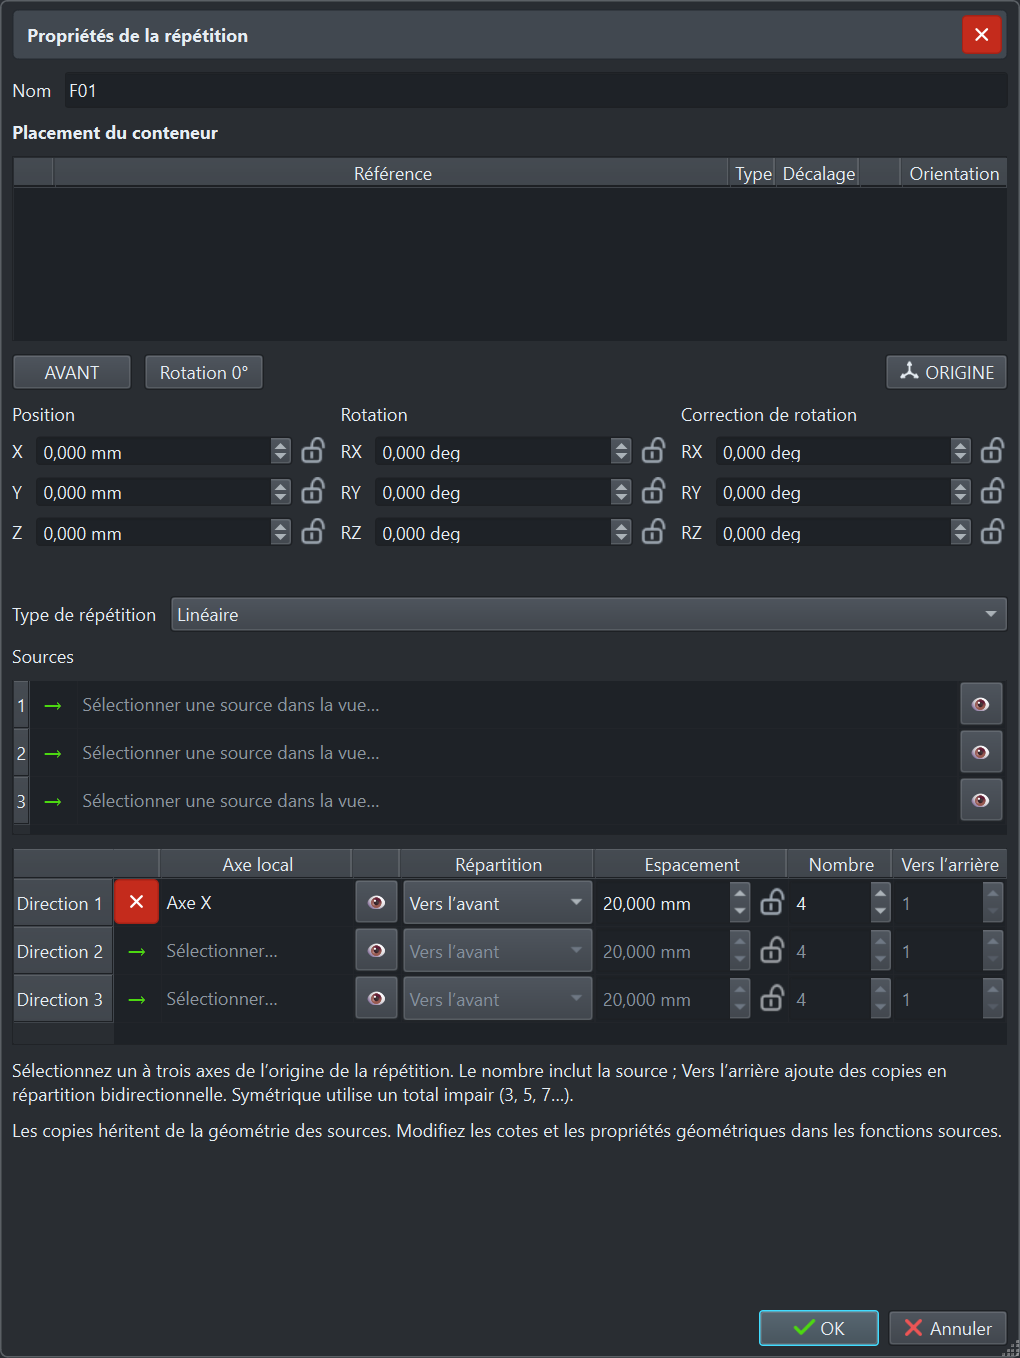 Propriétés de la répétition
Nom F01
Placement du conteneur
Référence Type Décalage Orientation
AVANT Rotation 0° ORIGINE
Position Rotation Correction de rotation
X 0,000 mm RX 0,000 deg RX 0,000 deg
Y 0,000 mm RY 0,000 deg RY 0,000 deg
Z 0,000 mm RZ 0,000 deg RZ 0,000 deg
Type de répétition Linéaire
Sources
1 → Sélectionner une source dans la vue...
2 → Sélectionner une source dans la vue...
3 → Sélectionner une source dans la vue...
Axe local Répartition Espacement Nombre Vers l'arrière
Direction 1 Axe X Vers l'avant 20,000 mm 4 1
Direction 2 → Sélectionner... Vers l'avant 20,000 mm 4 1
Direction 3 → Sélectionner... Vers l'avant 20,000 mm 4 1
Sélectionnez un à trois axes de l'origine de la répétition. Le nombre inclut la source ; Vers l'arrière ajoute des copies en
répartition bidirectionnelle. Symétrique utilise un total impair (3, 5, 7...).
Les copies héritent de la géométrie des sources. Modifiez les cotes et les propriétés géométriques dans les fonctions sources.
OK Annuler